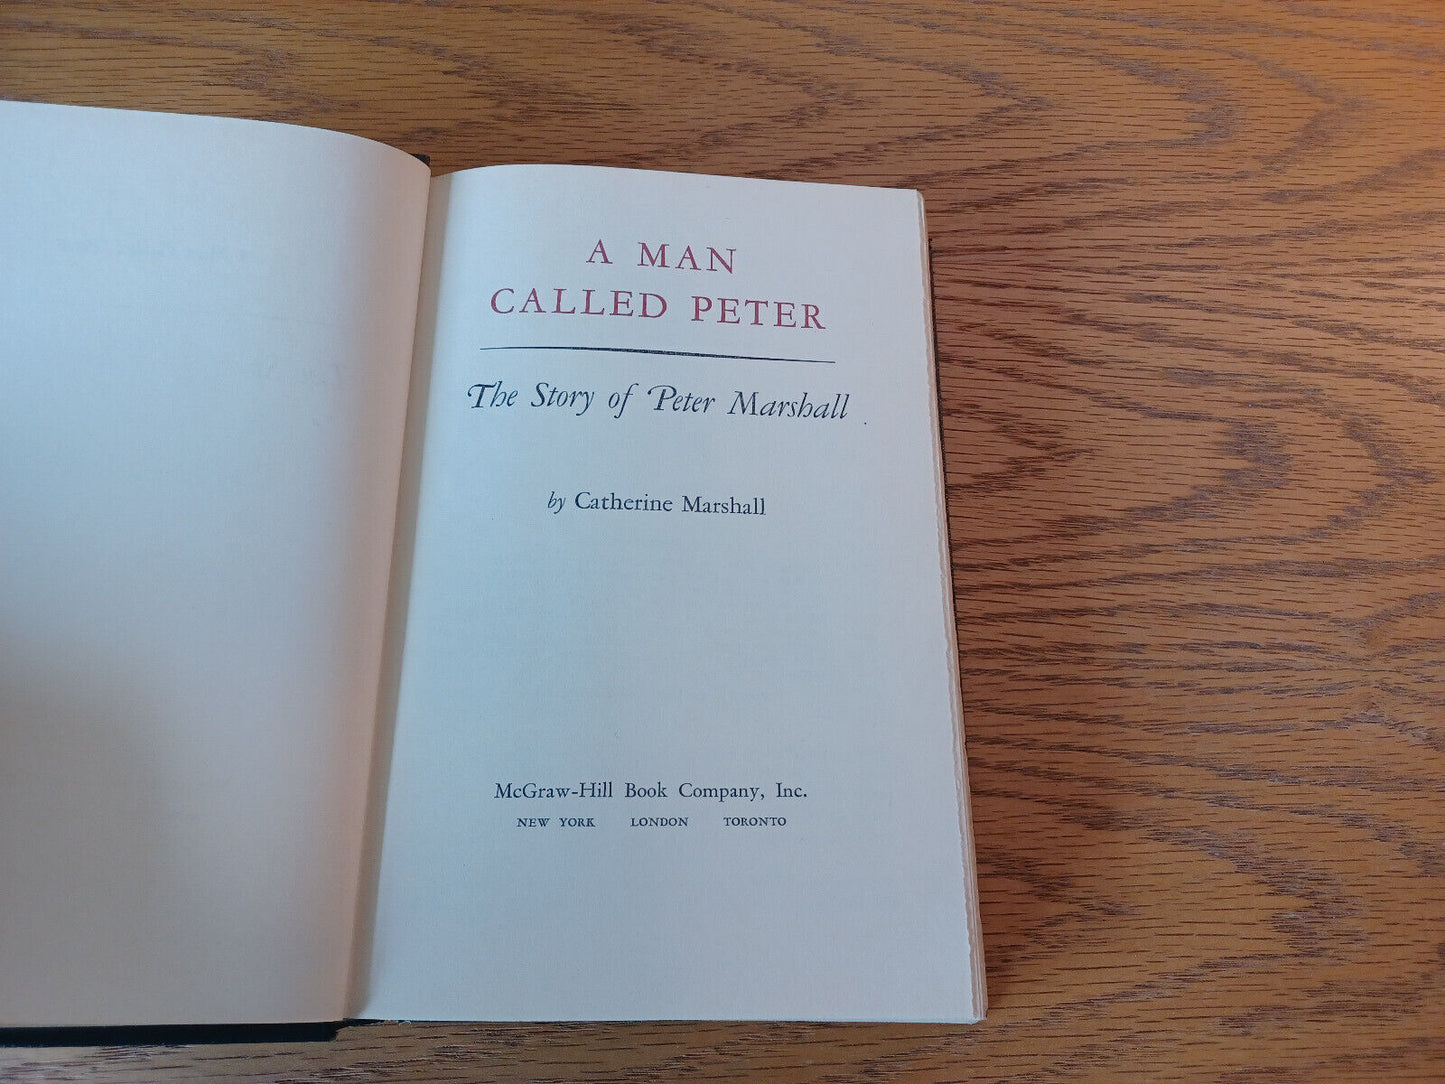 A MAN
CALLED PETER
The Story of Peter Marshall
by Catherine Marshall
McGraw-Hill Book Company, Inc.
NEW YORK LONDON TORONTO